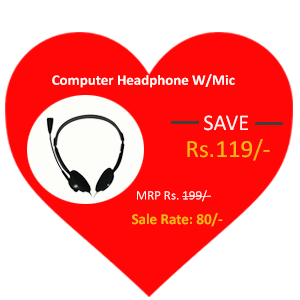 Computer Headphone W/Mic
SAVE
Rs.119/-
MRP Rs. 199/-
Sale Rate: 80/-